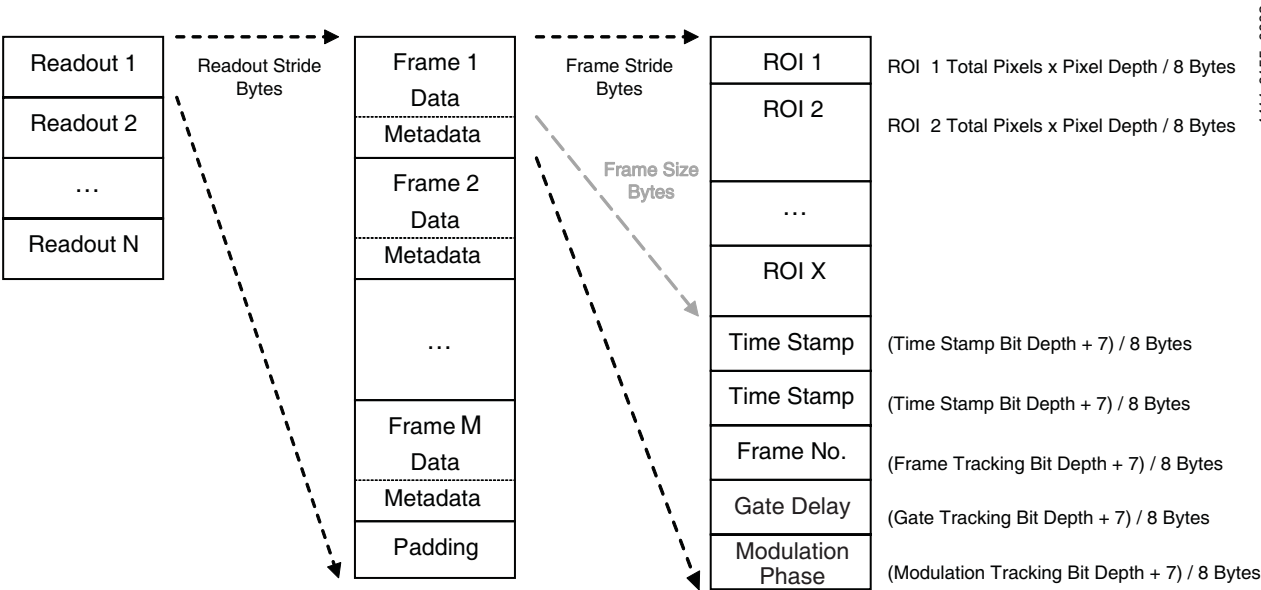 Readout 1
Readout 2
…
Readout N
Readout Stride
Bytes
Frame 1
Data
Metadata
Frame 2
Data
Metadata
…
Frame M
Data
Metadata
Padding
Frame Stride
Bytes
Frame Size
Bytes
ROI 1
ROI 2
…
ROI X
Time Stamp
Time Stamp
Frame No.
Gate Delay
Modulation
Phase
ROI 1 Total Pixels x Pixel Depth / 8 Bytes
ROI 2 Total Pixels x Pixel Depth / 8 Bytes
(Time Stamp Bit Depth + 7) / 8 Bytes
(Time Stamp Bit Depth + 7) / 8 Bytes
(Frame Tracking Bit Depth + 7) / 8 Bytes
(Gate Tracking Bit Depth + 7) / 8 Bytes
(Modulation Tracking Bit Depth + 7) / 8 Bytes